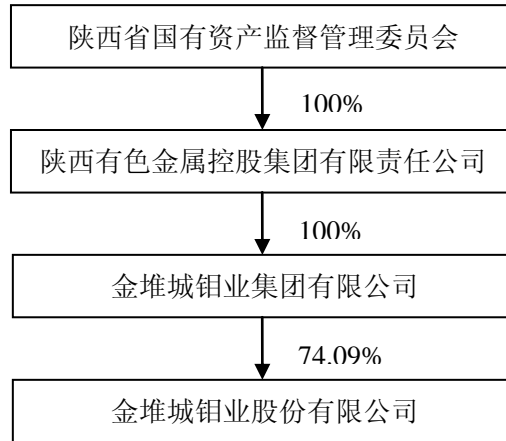 陕西省国有资产监督管理委员会
100%
陕西有色金属控股集团有限责任公司
100%
金堆城钼业集团有限公司
74.09%
金堆城钼业股份有限公司